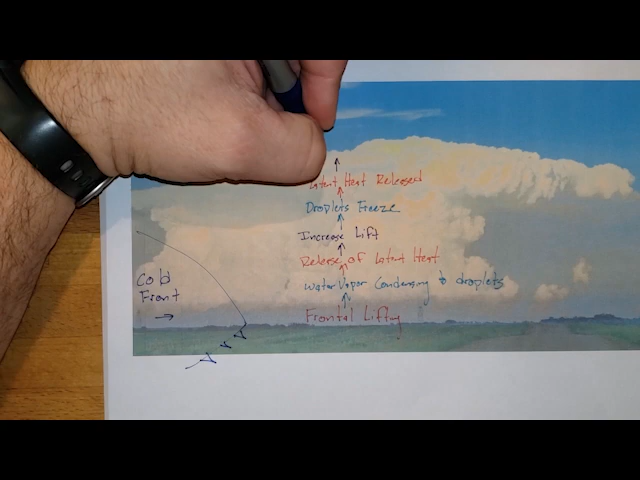 Latent Heat Released
Droplets Freeze
Increase Lift
Release of Latent Heat
Water Vapor Condensing to droplets
Frontal Lifting
Cold
Front